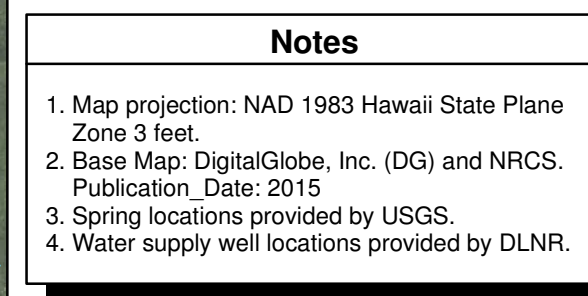 Notes
1. Map projection: NAD 1983 Hawaii State Plane
Zone 3 feet.
2. Base Map: DigitalGlobe, Inc. (DG) and NRCS.
Publication_Date: 2015
3. Spring locations provided by USGS.
4. Water supply well locations provided by DLNR.